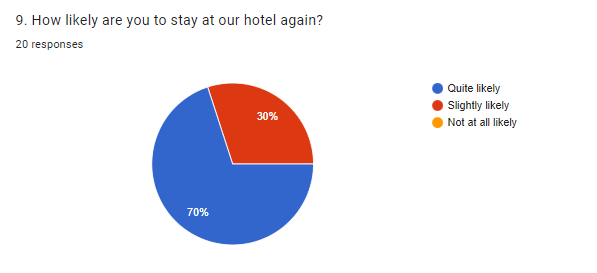 9. How likely are you to stay at our hotel again?
20 responses
Quite likely
Slightly likely
Not at all likely
30%
70%